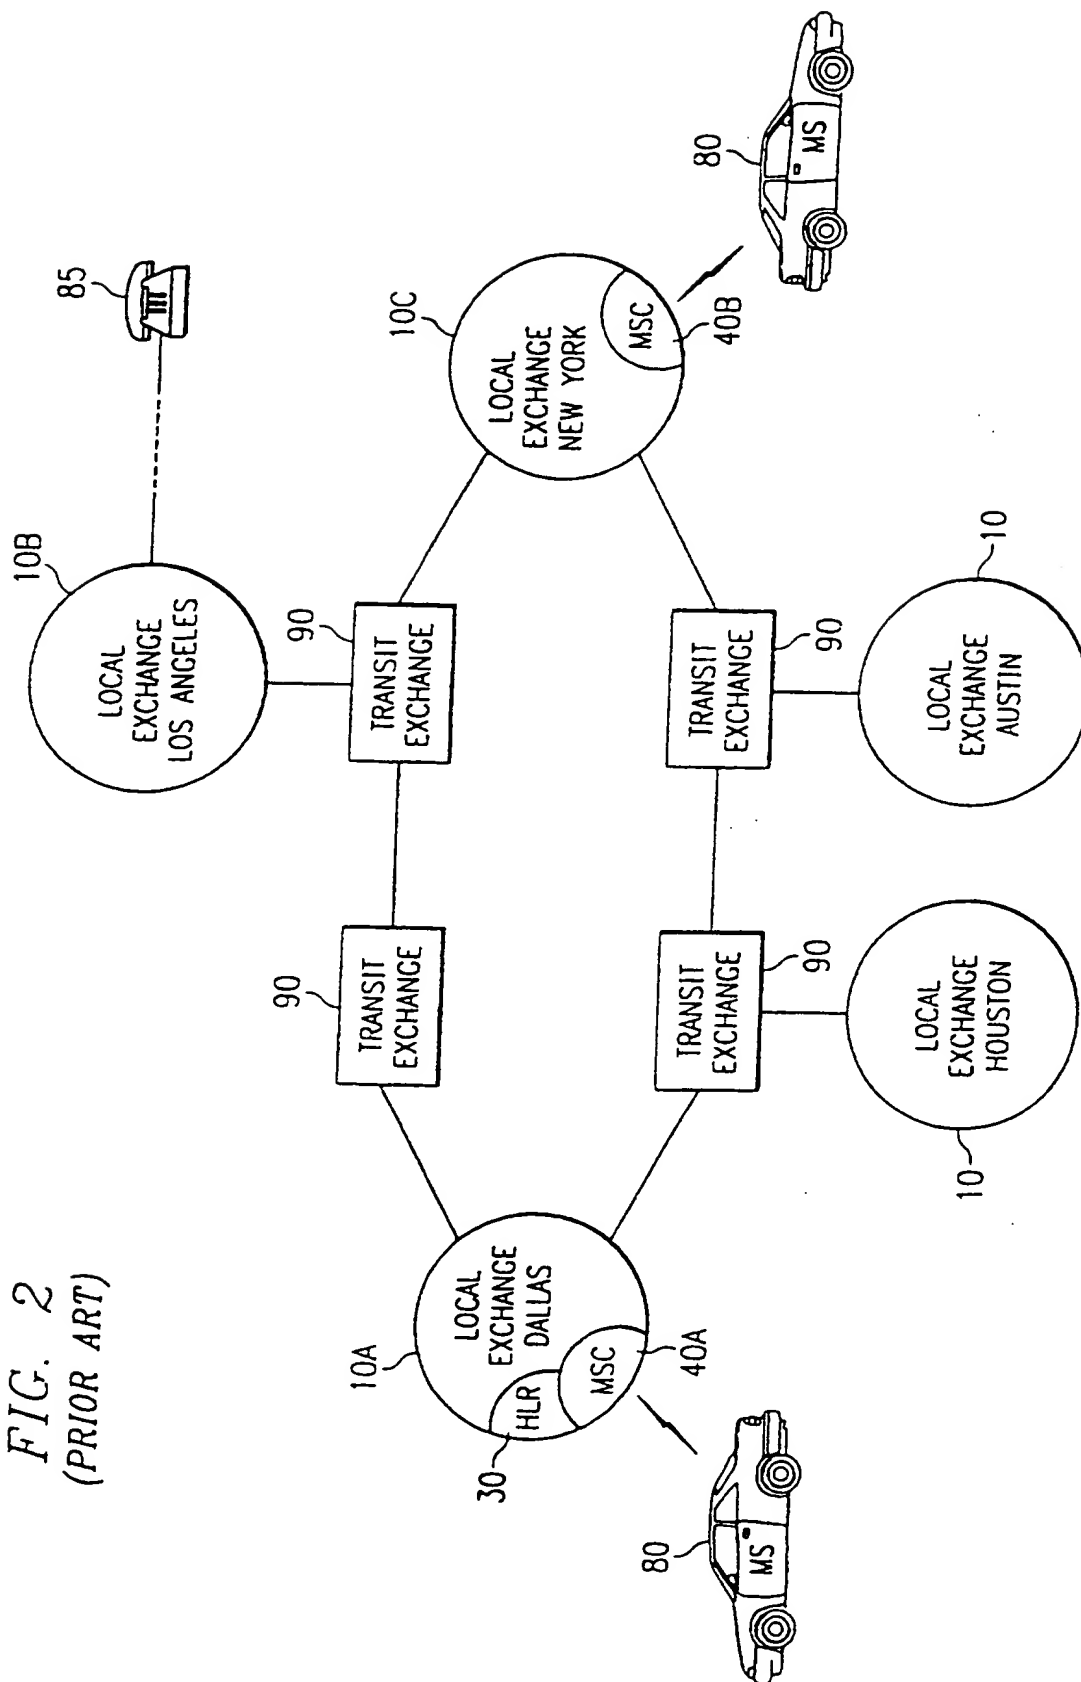 FIG. 2
(PRIOR ART)
10A
LOCAL
EXCHANGE
DALLAS
HLR
MSC
30
40A
80
MS
90
TRANSIT
EXCHANGE
90
TRANSIT
EXCHANGE
10B
LOCAL
EXCHANGE
LOS ANGELES
85
10C
LOCAL
EXCHANGE
NEW YORK
MSC
40B
80
MS
TRANSIT
EXCHANGE
90
LOCAL
EXCHANGE
HOUSTON
10
TRANSIT
EXCHANGE
90
LOCAL
EXCHANGE
AUSTIN
10